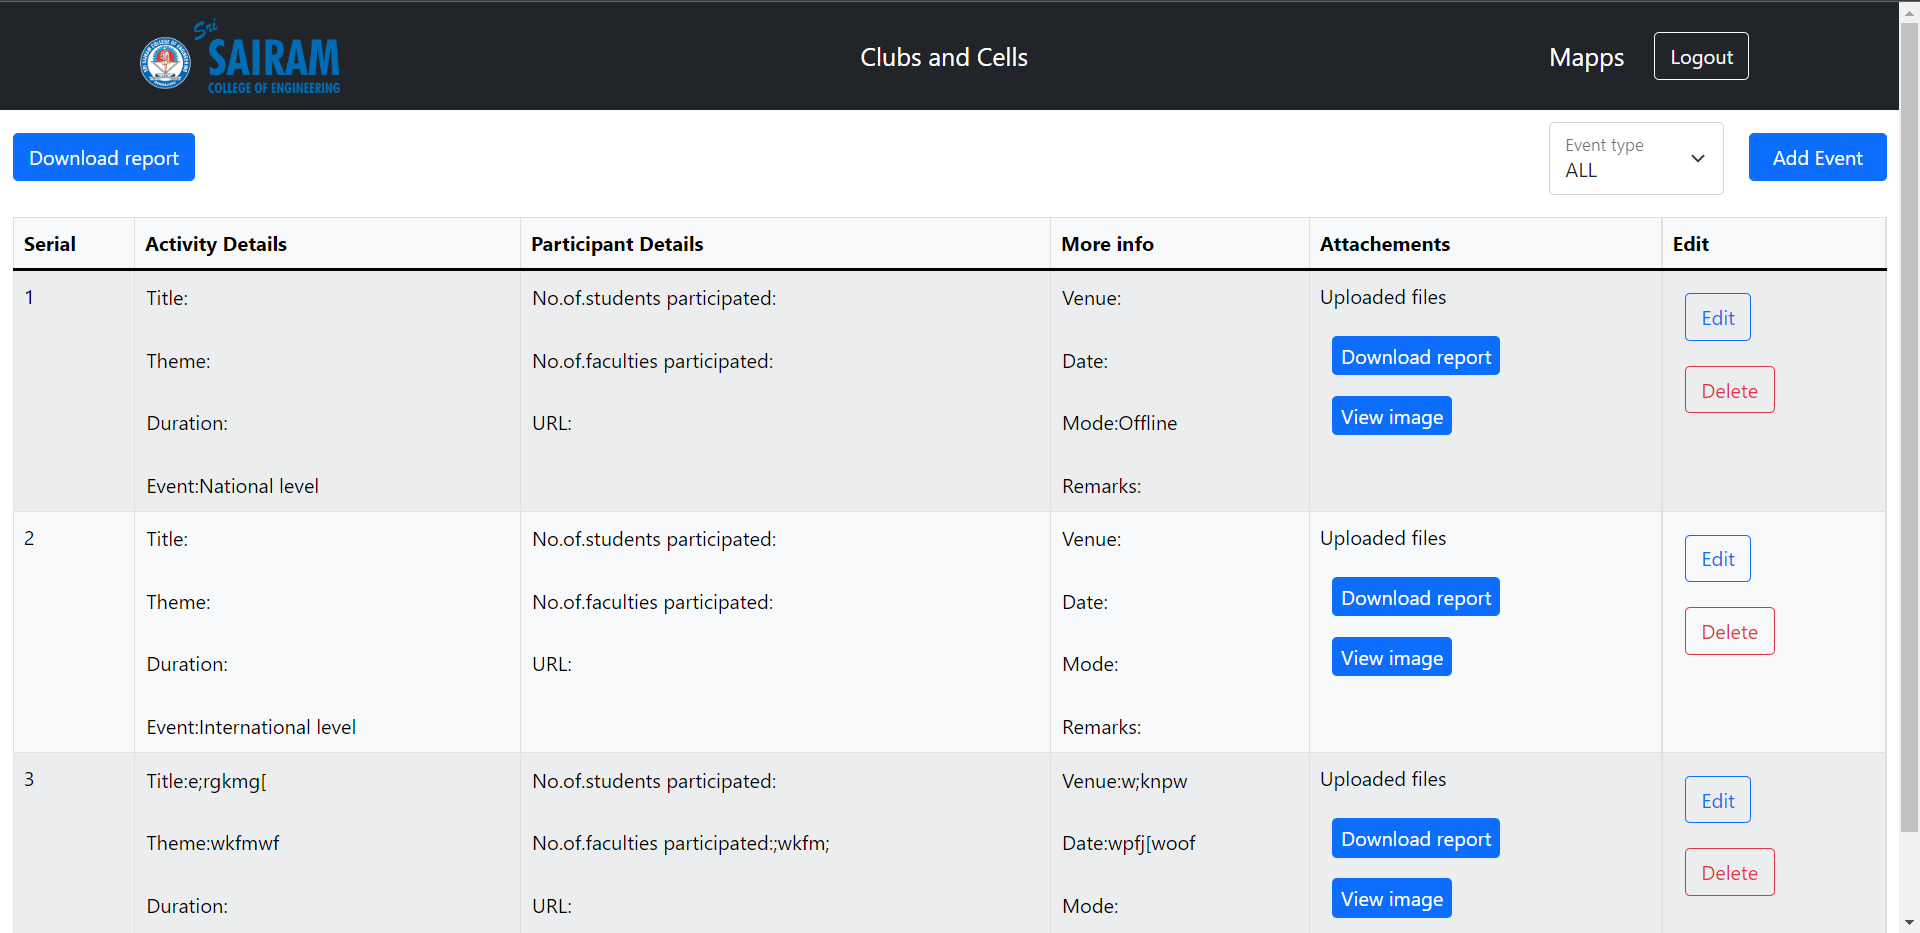 Sri
SAIRAM
COLLEGE OF ENGINEERING
Clubs and Cells
Mapps
Logout
Download report
Event type
ALL
Add Event
Serial
Activity Details
Participant Details
More info
Attachements
Edit
1
Title:
Theme:
Duration:
Event:National level
No.of.students participated:
No.of.faculties participated:
URL:
Venue:
Date:
Mode:Offline
Remarks:
Uploaded files
Download report
View image
Edit
Delete
2
Title:
Theme:
Duration:
Event:International level
No.of.students participated:
No.of.faculties participated:
URL:
Venue:
Date:
Mode:
Remarks:
Uploaded files
Download report
View image
Edit
Delete
3
Title:e;rgkmg[
Theme:wkfmwf
Duration:
No.of.students participated:
No.of.faculties participated:;wkfm;
URL:
Venue:w;knpw
Date:wpfj[woof
Mode:
Uploaded files
Download report
View image
Edit
Delete